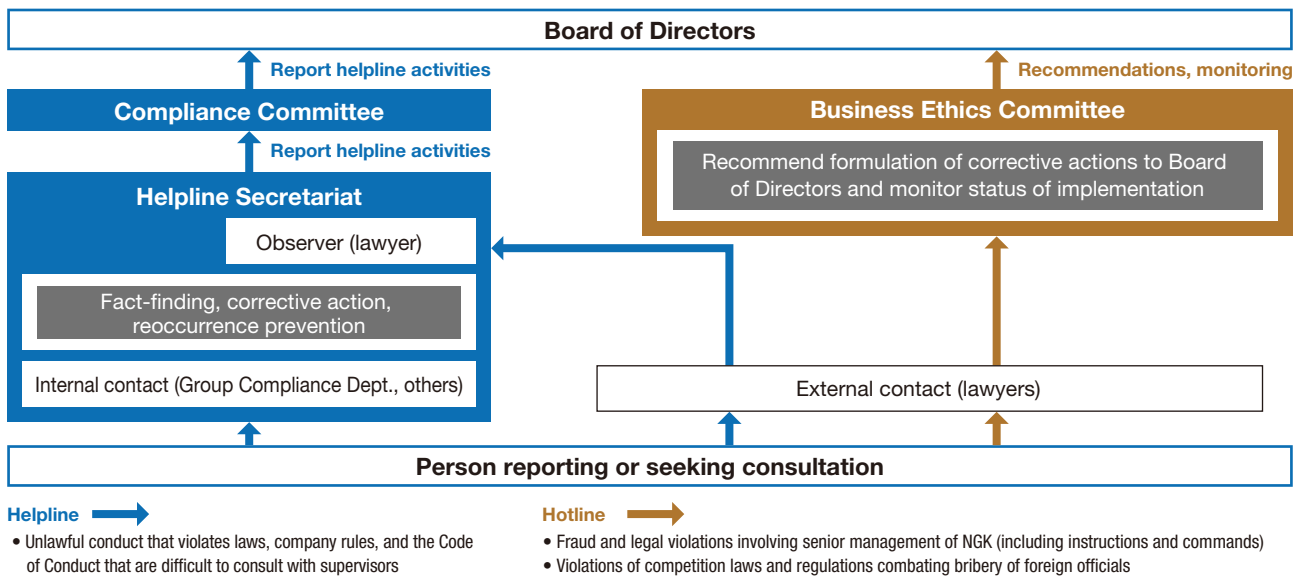 Board of Directors
Report helpline activities
Recommendations, monitoring
Compliance Committee
Business Ethics Committee
Report helpline activities
Recommend formulation of corrective actions to Board
of Directors and monitor status of implementation
Helpline Secretariat
Observer (lawyer)
Fact-finding, corrective action,
reoccurrence prevention
Internal contact (Group Compliance Dept., others)
External contact (lawyers)
Person reporting or seeking consultation
Helpline
• Unlawful conduct that violates laws, company rules, and the Code
of Conduct that are difficult to consult with supervisors
Hotline
• Fraud and legal violations involving senior management of NGK (including instructions and commands)
• Violations of competition laws and regulations combating bribery of foreign officials